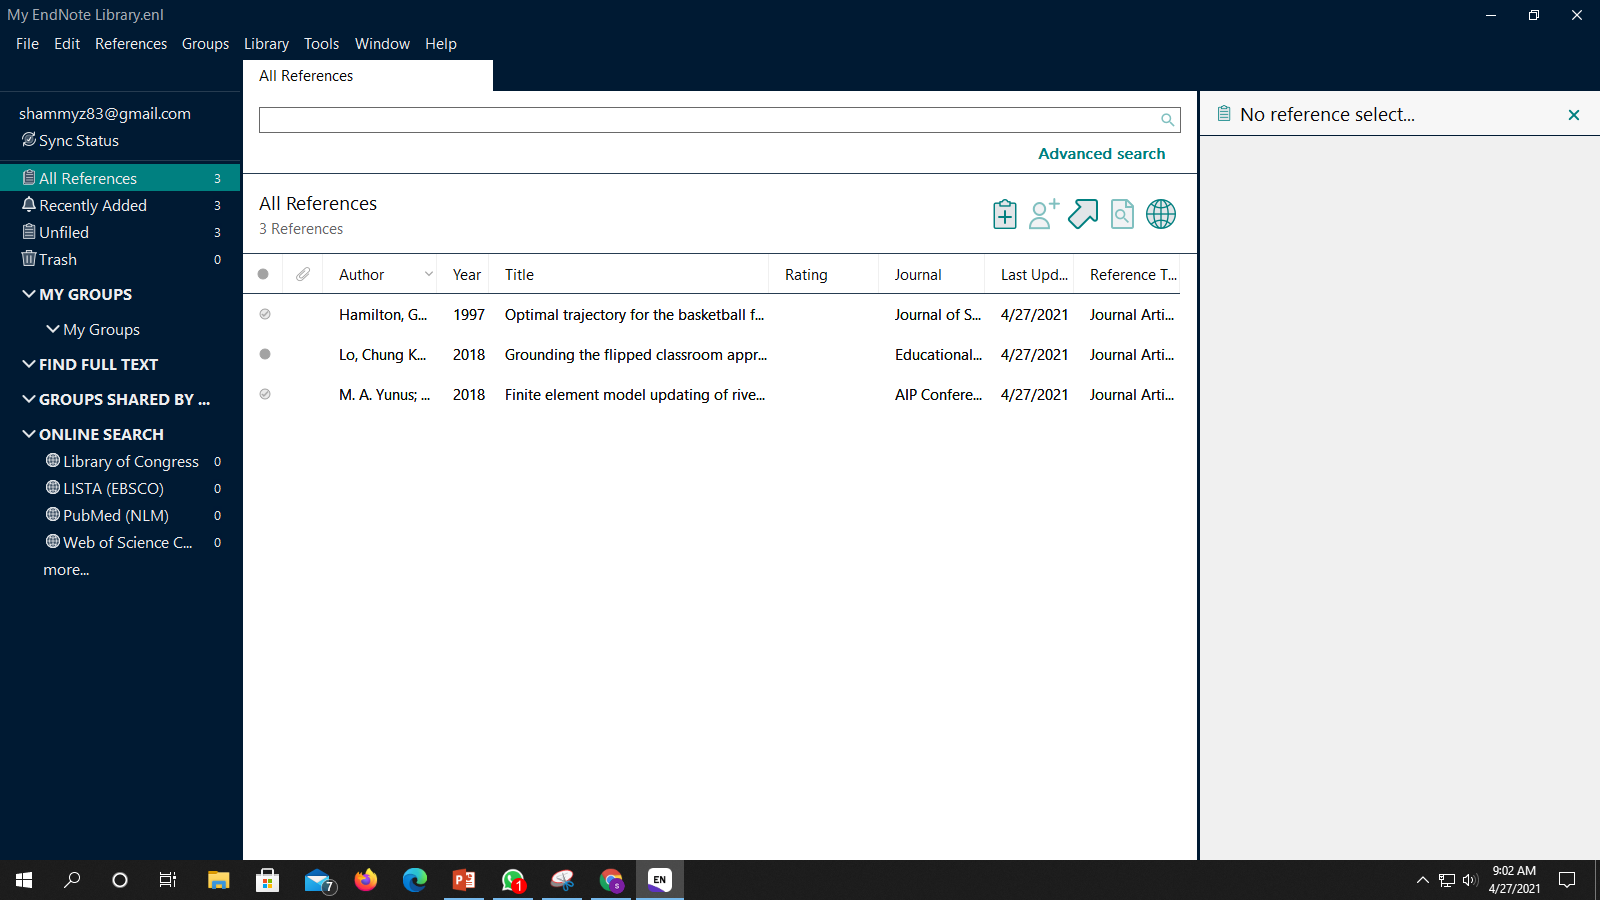 My EndNote Library.enl
File Edit References Groups Library Tools Window Help
All References
shammyz83@gmail.com
Sync Status
All References 3
Recently Added 3
Unfiled 3
Trash 0
MY GROUPS
My Groups
FIND FULL TEXT
GROUPS SHARED BY ...
ONLINE SEARCH
Library of Congress 0
LISTA (EBSCO) 0
PubMed (NLM) 0
Web of Science C... 0
more...
Advanced search
All References
3 References
Author Year Title Rating Journal Last Upd... Reference T...
Hamilton, G... 1997 Optimal trajectory for the basketball f... Journal of S... 4/27/2021 Journal Arti...
Lo, Chung K... 2018 Grounding the flipped classroom appr... Educational... 4/27/2021 Journal Arti...
M. A. Yunus; ... 2018 Finite element model updating of rive... AIP Confere... 4/27/2021 Journal Arti...
No reference select...
7
1
s
EN
9:02 AM
4/27/2021